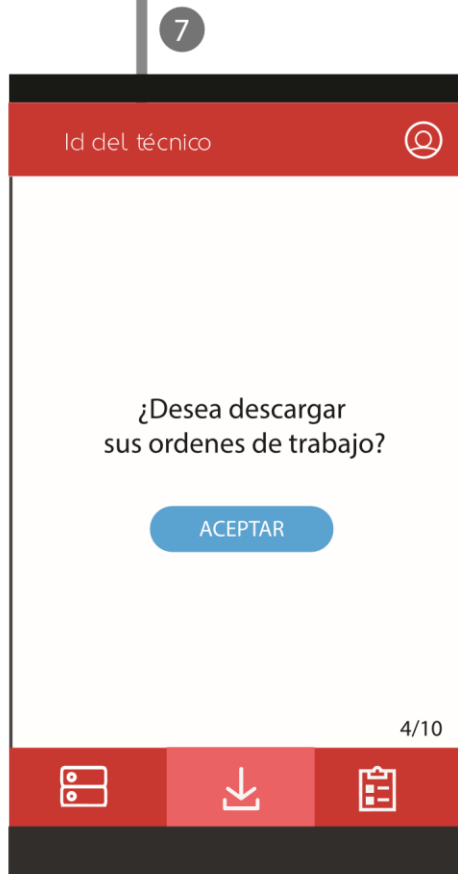 7
Id del técnico
¿Desea descargar
sus ordenes de trabajo?
ACEPTAR
4/10